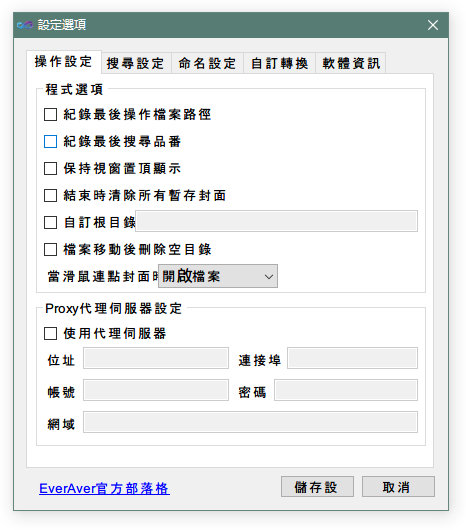 設定選項
操作設定 搜尋設定 命名設定 自訂轉換 軟體資訊
程式選項
紀錄最後操作檔案路徑
紀錄最後搜尋品番
保持視窗置頂顯示
結束時清除所有暫存封面
自訂根目錄
檔案移動後刪除空目錄
當滑鼠連點封面時 開啟檔案
Proxy代理伺服器設定
使用代理伺服器
位址 連接埠
帳號 密碼
網域
EverAver官方部落格 儲存設 取消